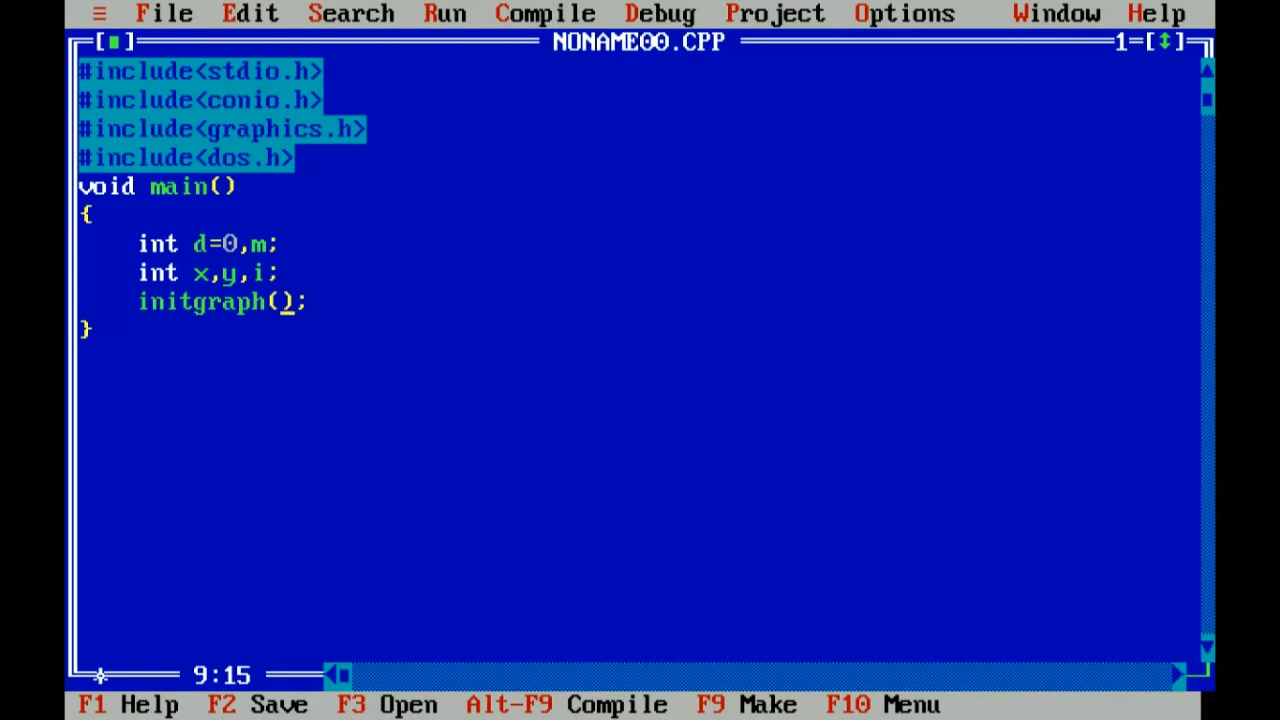 ≡ File Edit Search Run Compile Debug Project Options Window Help
[■] NONAME00.CPP 1=[↕]
#include<stdio.h>
#include<conio.h>
#include<graphics.h>
#include<dos.h>
void main()
{
int d=0,m;
int x,y,i;
initgraph();
}
* 9:15
F1 Help F2 Save F3 Open Alt-F9 Compile F9 Make F10 Menu